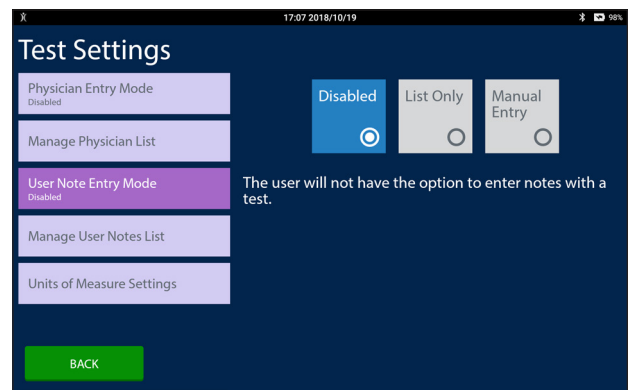 17:07 2018/10/19
98%
Test Settings
Physician Entry Mode
Disabled
Manage Physician List
User Note Entry Mode
Disabled
Manage User Notes List
Units of Measure Settings
BACK
Disabled
List Only
Manual
Entry
The user will not have the option to enter notes with a
test.